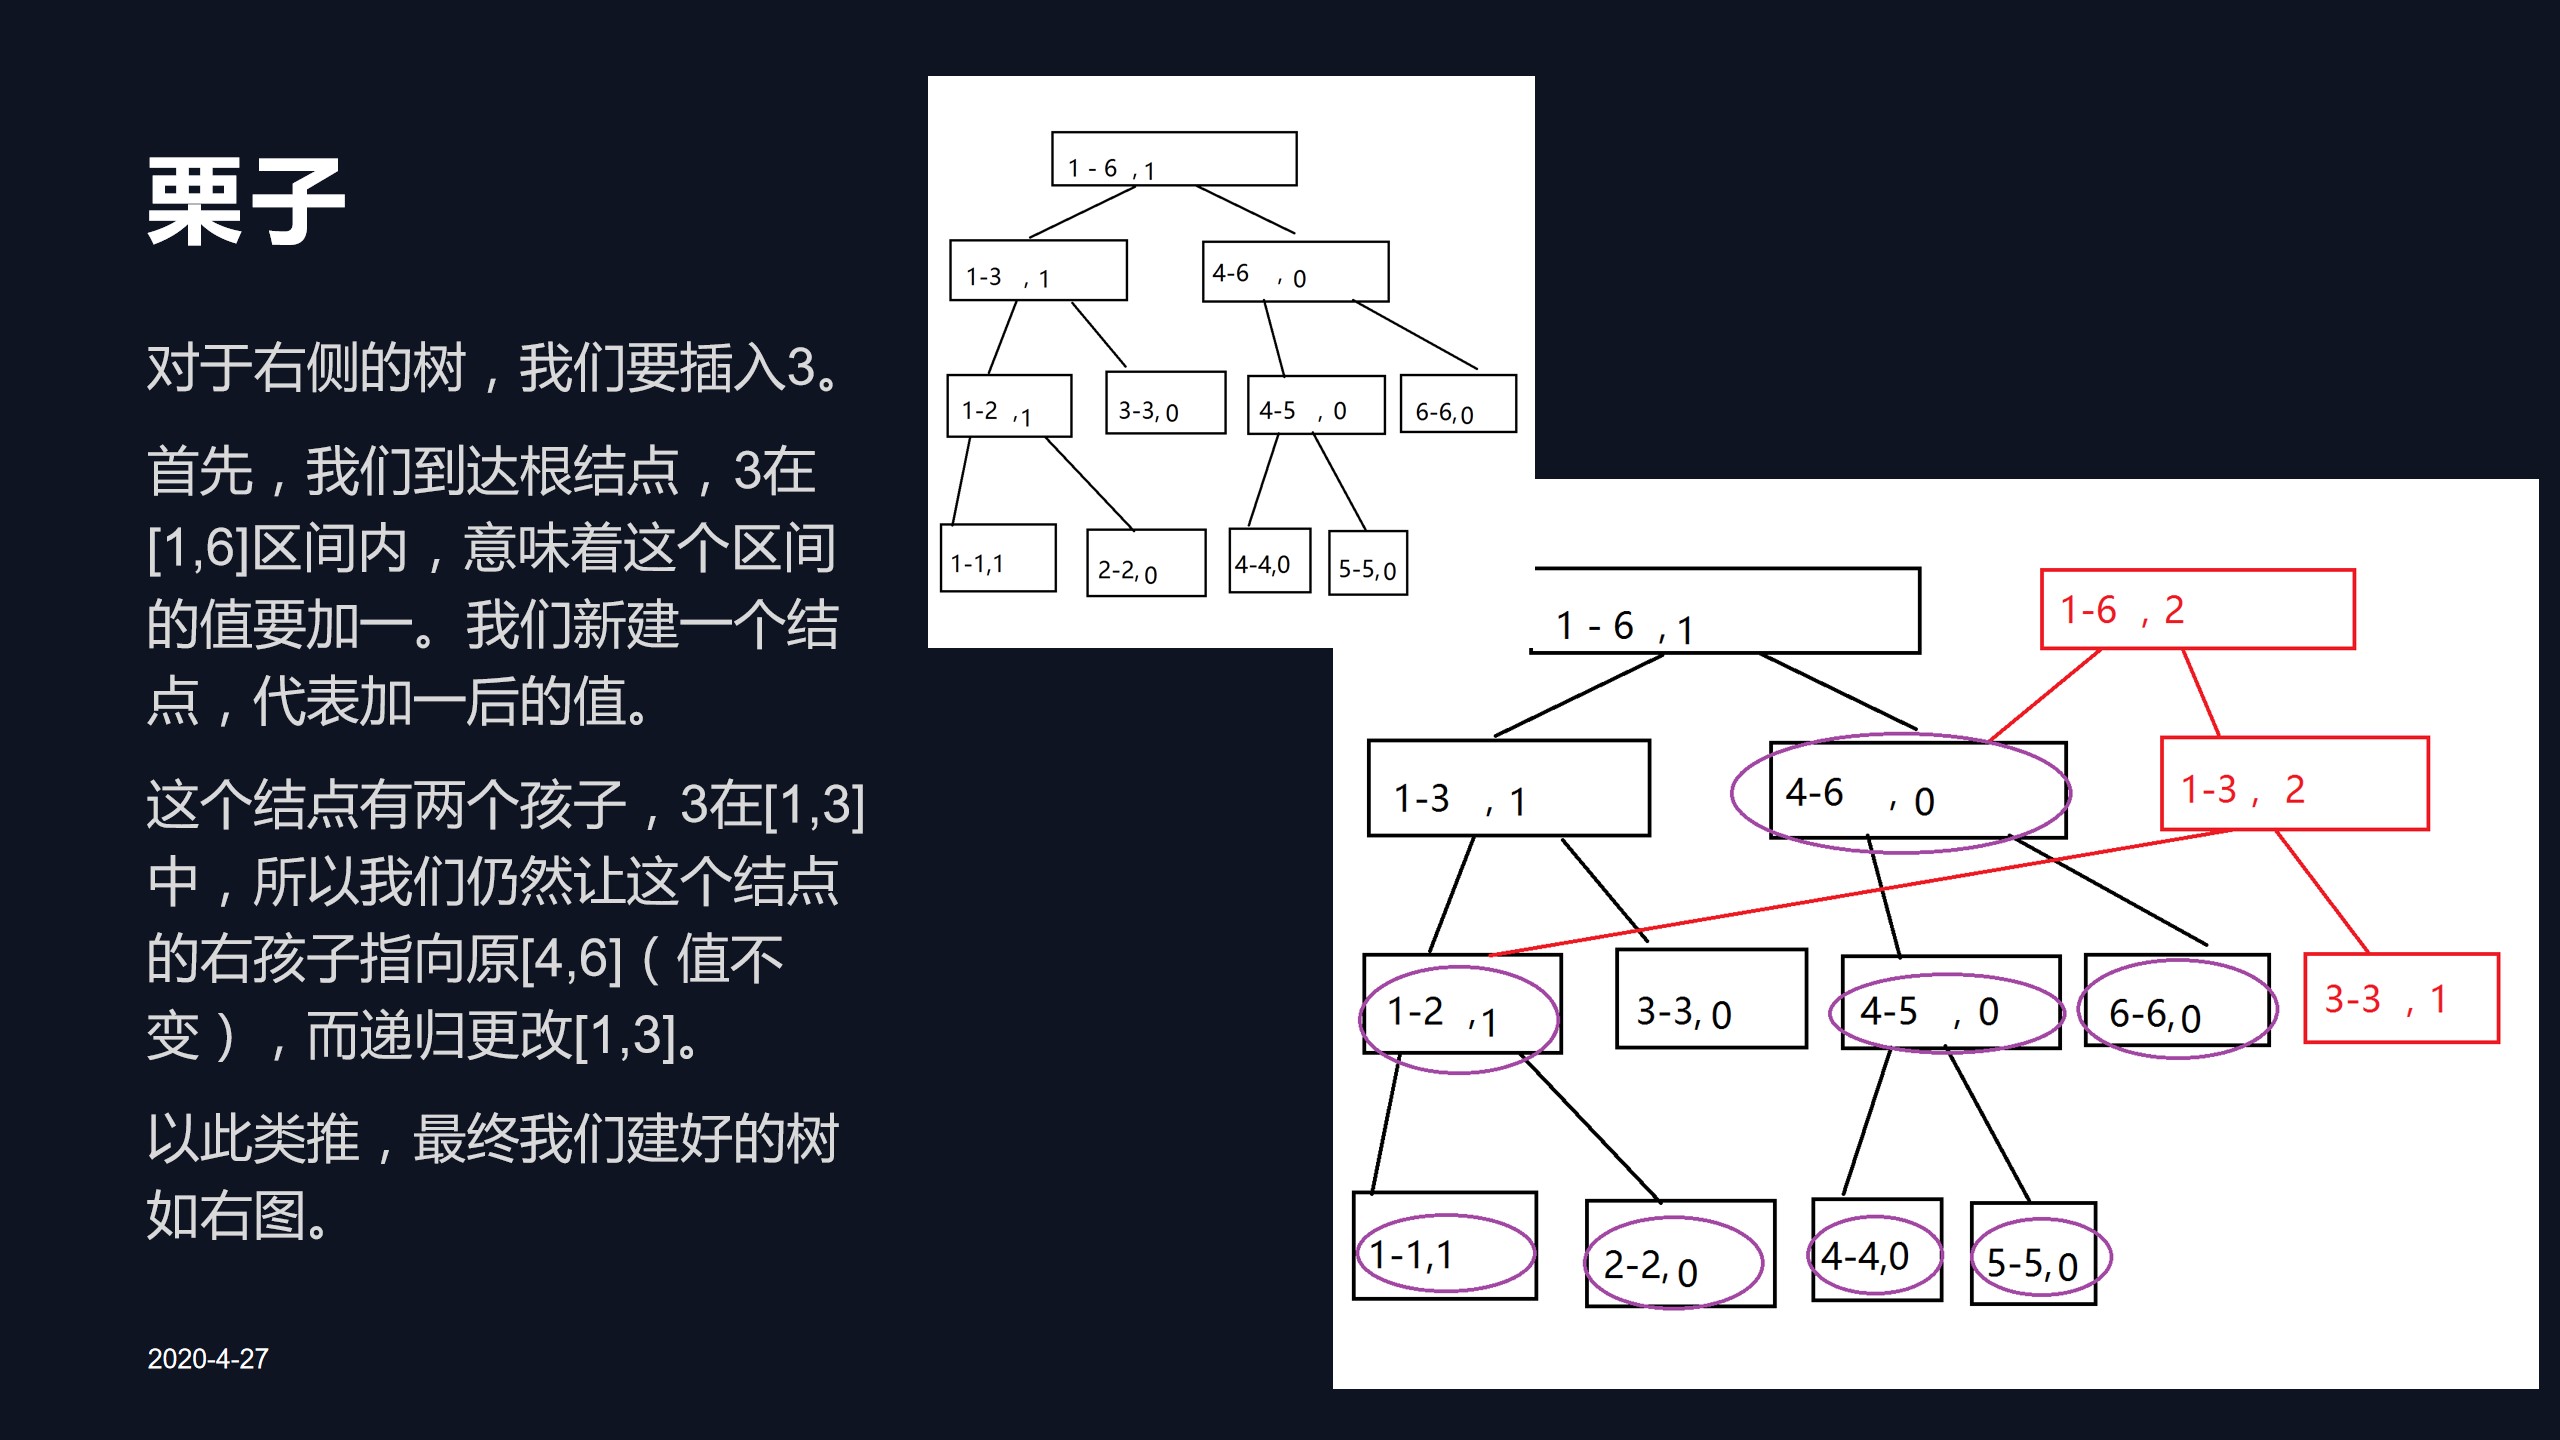 栗子
对于右侧的树，我们要插入3。
首先，我们到达根结点，3在
[1,6]区间内，意味着这个区间
的值要加一。我们新建一个结
点，代表加一后的值。
这个结点有两个孩子，3在[1,3]
中，所以我们仍然让这个结点
的右孩子指向原[4,6]（值不
变），而递归更改[1,3]。
以此类推，最终我们建好的树
如右图。
2020-4-27
1 - 6 , 1
1-3 , 1
4-6 , 0
1-2 , 1
3-3, 0
4-5 , 0
6-6,0
1-1,1
2-2, 0
4-4,0
5-5,0
1 - 6 , 1
1-6 , 2
1-3 , 1
4-6 , 0
1-3 , 2
1-2 ,1
3-3, 0
4-5 , 0
6-6,0
3-3 , 1
1-1,1
2-2, 0
4-4,0
5-5,0